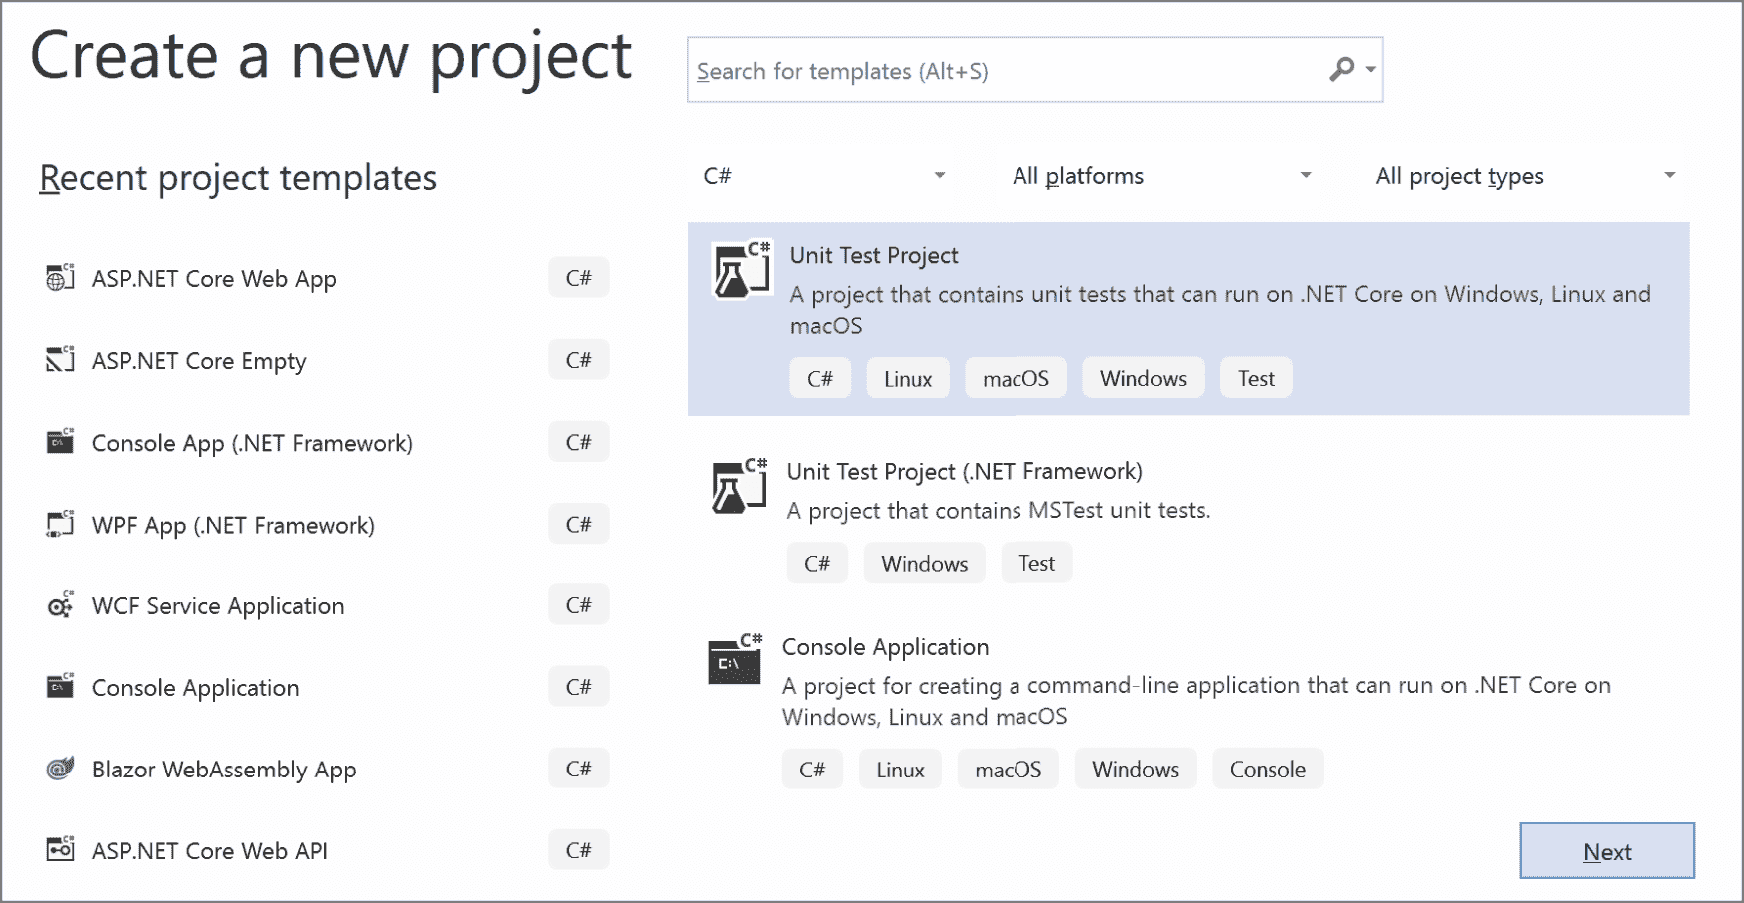 Create a new project
Search for templates (Alt+S)
Recent project templates
ASP.NET Core Web App C#
ASP.NET Core Empty C#
Console App (.NET Framework) C#
WPF App (.NET Framework) C#
WCF Service Application C#
Console Application C#
Blazor WebAssembly App C#
ASP.NET Core Web API C#
C# All platforms All project types
C#
Unit Test Project
A project that contains unit tests that can run on .NET Core on Windows, Linux and
macOS
C# Linux macOS Windows Test
C#
Unit Test Project (.NET Framework)
A project that contains MSTest unit tests.
C# Windows Test
C#
C:\
Console Application
A project for creating a command-line application that can run on .NET Core on
Windows, Linux and macOS
C# Linux macOS Windows Console
Next